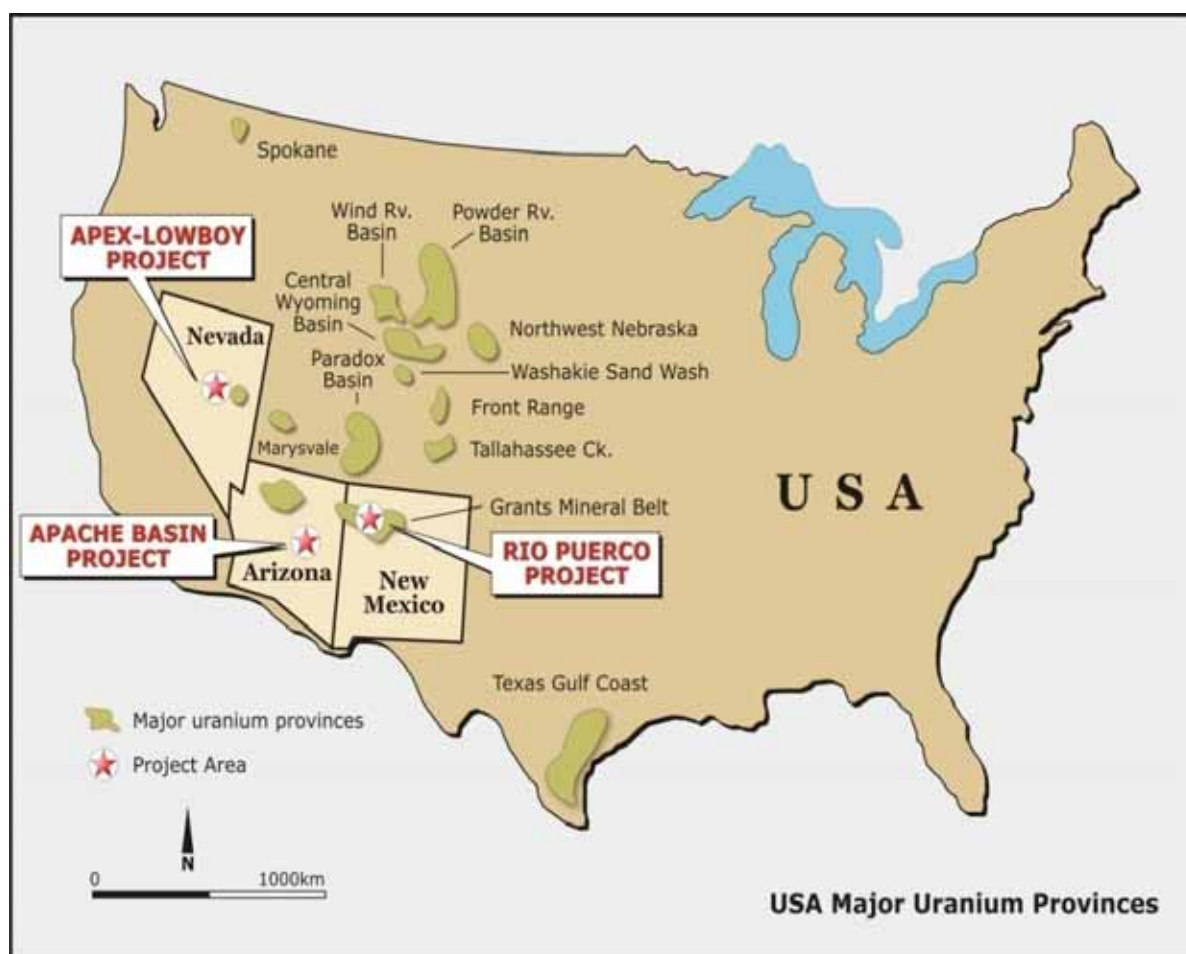 Spokane
Wind Rv.
Basin
Powder Rv.
Basin
APEX-LOWBOY
PROJECT
Central
Wyoming
Basin
Nevada
Northwest Nebraska
Paradox
Basin
Washakie Sand Wash
Front Range
Marysvale
Tallahassee Ck.
USA
Grants Mineral Belt
APACHE BASIN
PROJECT
RIO PUERCO
PROJECT
Arizona
New
Mexico
Texas Gulf Coast
Major uranium provinces
Project Area
N
0 1000km
USA Major Uranium Provinces